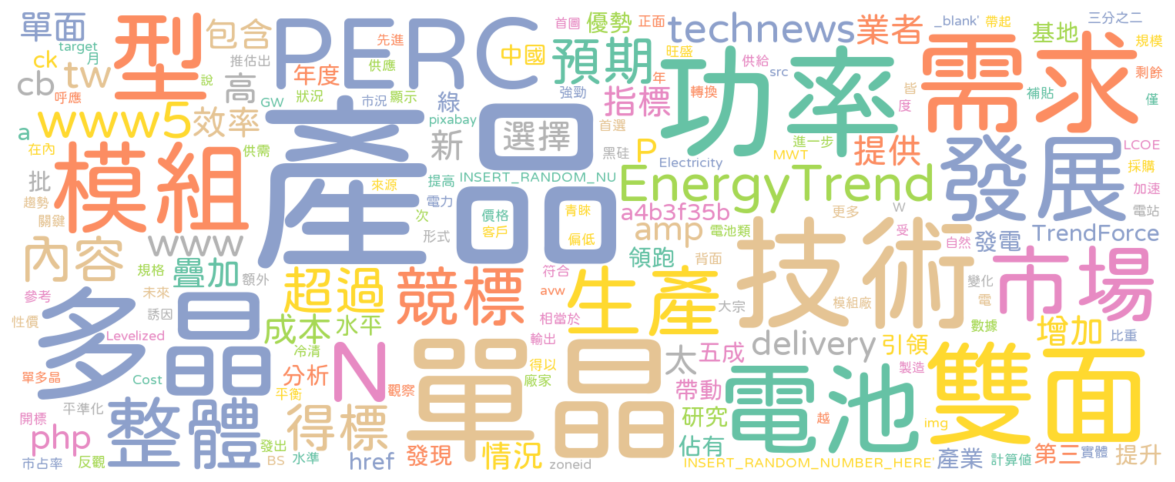 單面
target
月
ck
tw
cb
呼應
型
包含
推估出
說
高
PERC
先進
供應
年度
狀況
市況
顯示
GW
綠
pixabay
中國
首圖
優勢
正面
預期
強勁
旺盛
年
指標
technews
業者
供給
src
轉換
功率
_blank'
帶起
皆
度
三分之二
基地
規模
剩餘
補貼
僅
需求
a
www5
效率
在內
供需
批
趨勢
關鍵
模組
產品
新
選擇
首選
黑硅
P
Electricity
MWT
進一步
提供
INSERT_RANDOM_NU
來源
提高
電力
次
形式
價格
客戶
青睞
偏低
EnergyTrend
a4b3f35b
amp
電池類
更多
W
受
自然
發展
LCOE
採購
加速
電站
發電
TrendForce
內容
www
疊加
規格
額外
參考
未來
誘因
性價
Levelized
超過
競標
成本
水平
符合
avw
相當於
領跑
背面
生產
大宗
技術
模組廠
變化
電
數據
市場
增加
比重
多晶
單多晶
Cost
平準化
冷清
分析
平衡
N
觀察
單晶
輸出
得以
廠家
太
五成
帶動
delivery
引領
製造
電池
越
雙面
img
開標
php
市占率
反觀
整體
發出
BS
水準
得標
href
發現
情況
zoneid
研究
佔有
INSERT_RANDOM_NUMBER_HERE'
產業
計算值
第三
實體
提升